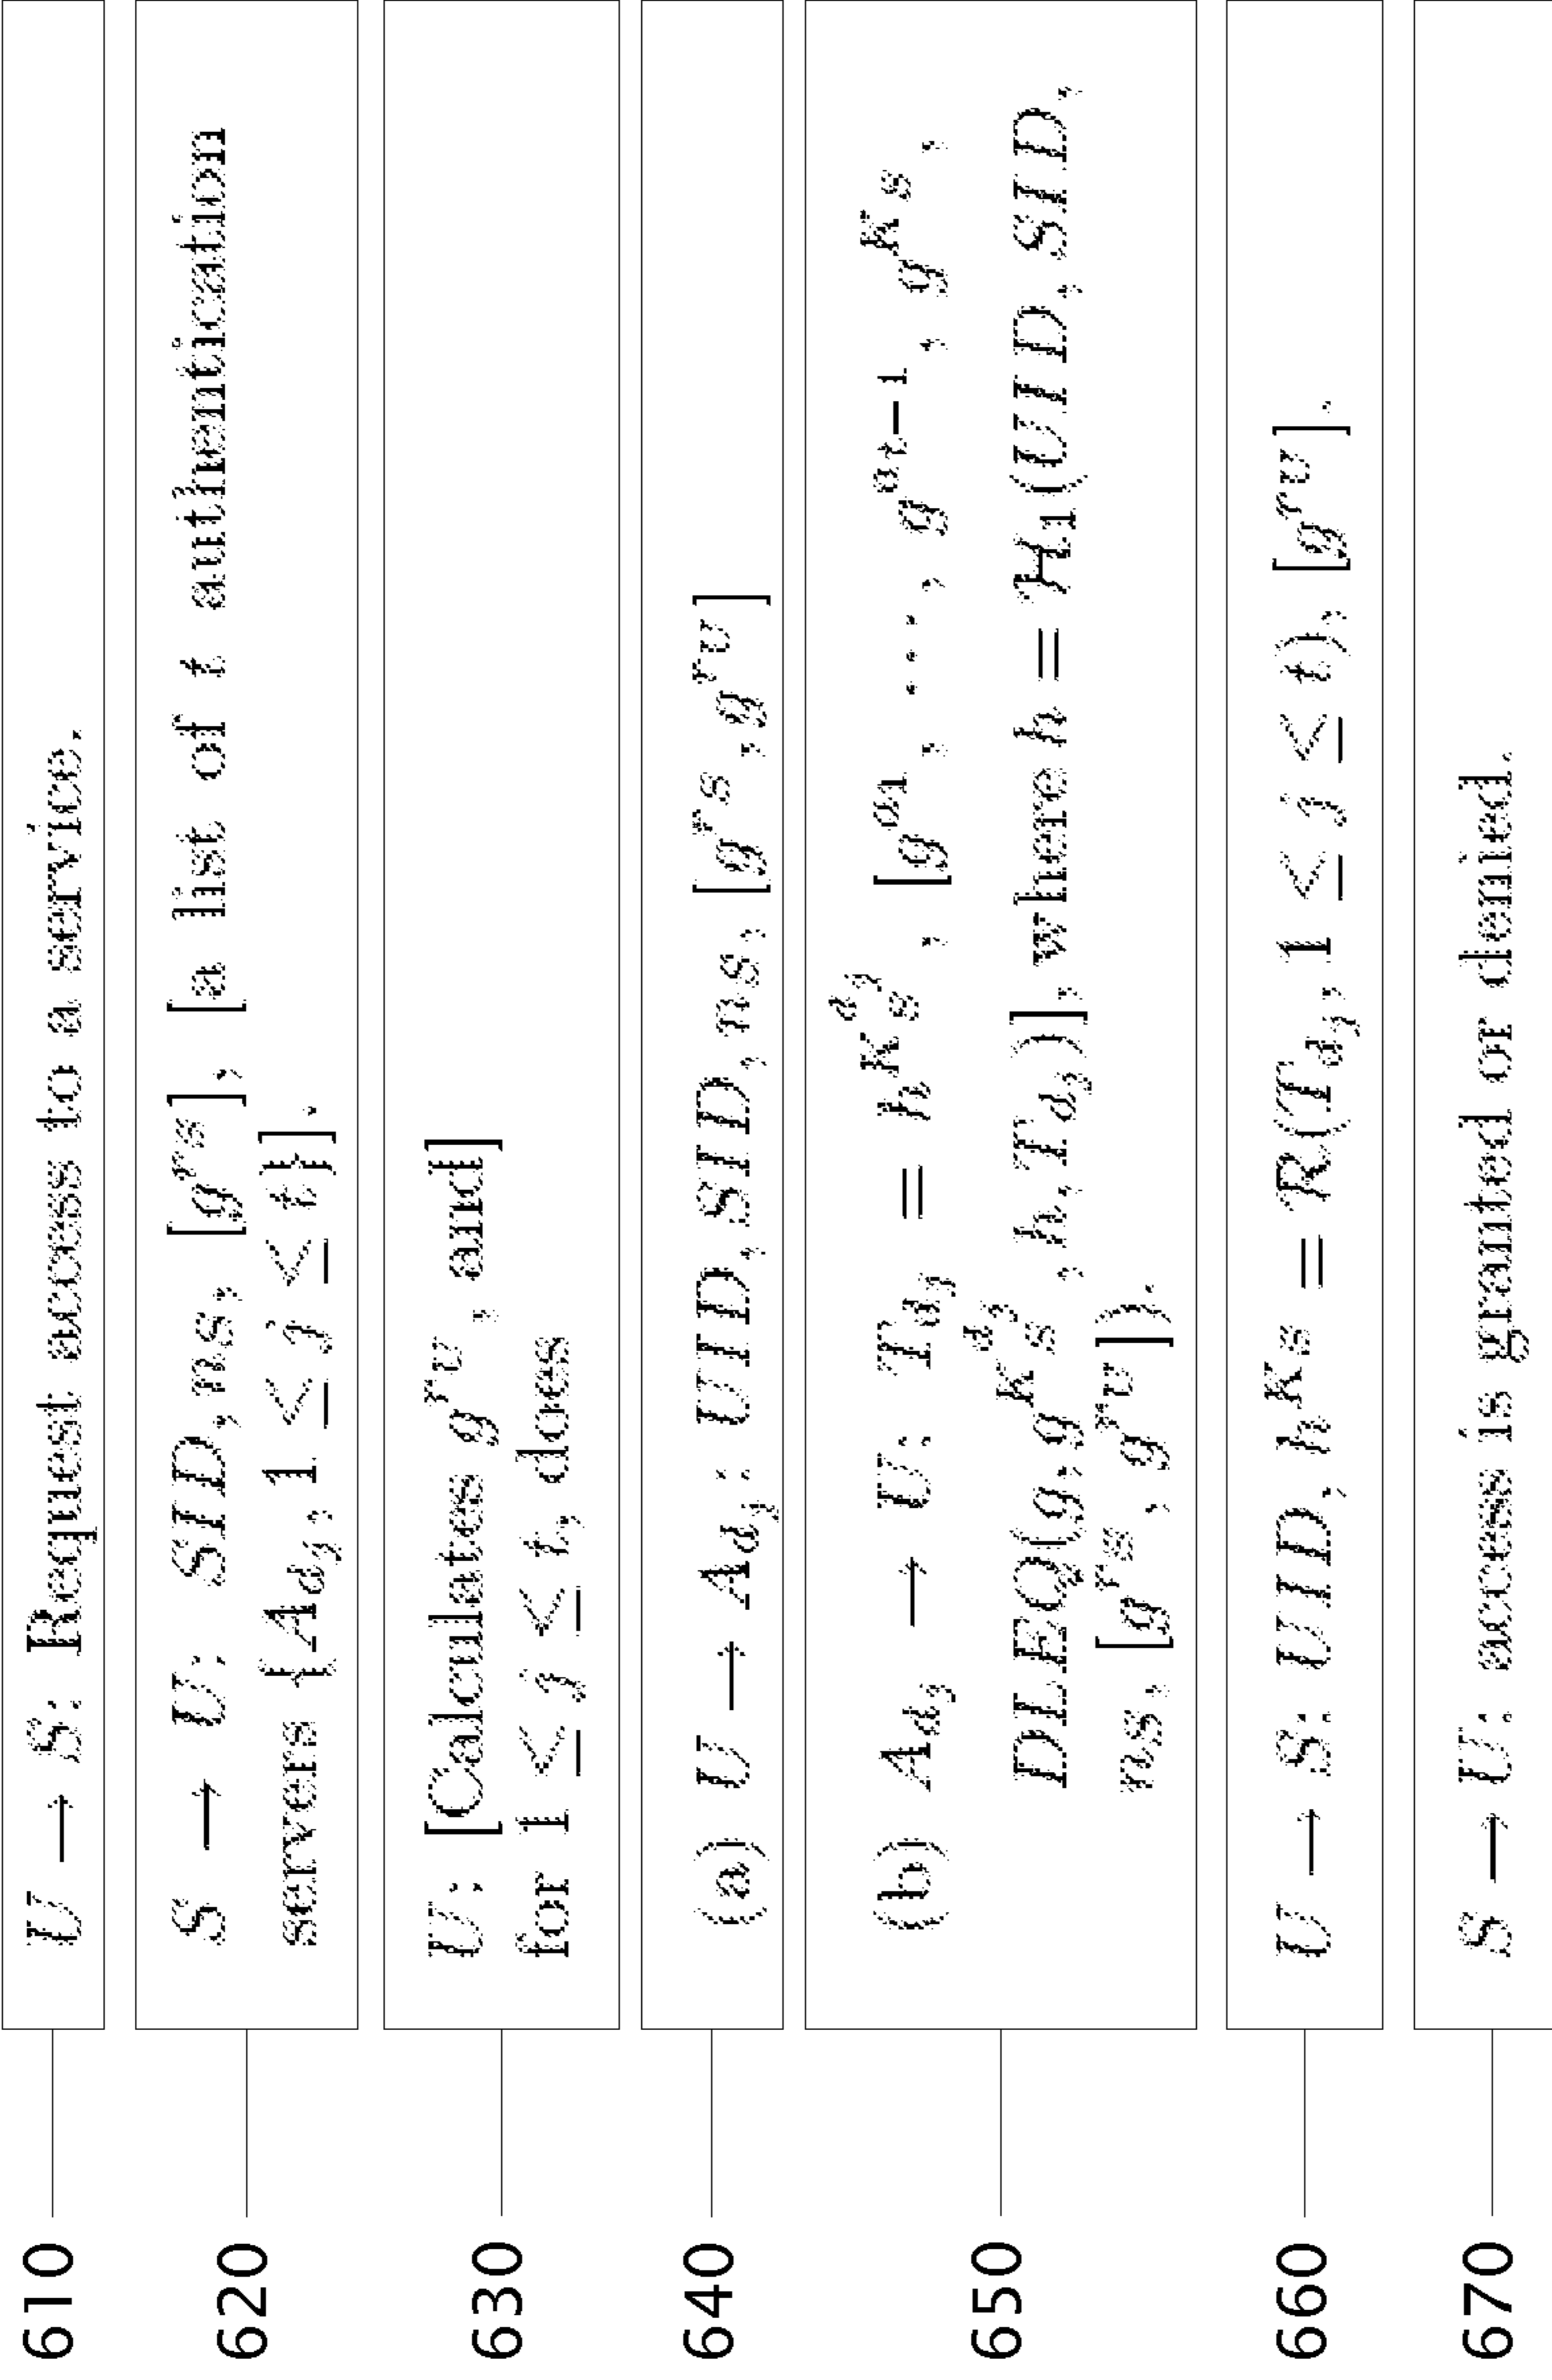 610 U → S: Request access to a service.
620 S → U: SID, n_S, [g^{r_S}], [a list of t authentication
servers {A_{d_j}, 1 ≤ j ≤ t}].
630 U: [Calculates g^{r_U}, and]
for 1 ≤ j ≤ t, does
640 (a) U → A_{d_j}: UID, SID, n_S, [g^{r_S}, g^{r_U}]
650 (b) A_{d_j} → U: T_{d_j} = h^{K_S^{d_j}}, [g^{a_1}, ..., g^{a_{t-1}}, g^{K_S},
DLEQ(g, g^{K_S^{d_j}}, h, T_{d_j})], where h = H_1(UID, SID,
n_S, [g^{r_S}, g^{r_U}]).
660 U → S: UID, h^{K_S} = R(T_{d_j}, 1 ≤ j ≤ t), [g^{r_U}].
670 S → U: access is granted or denied.